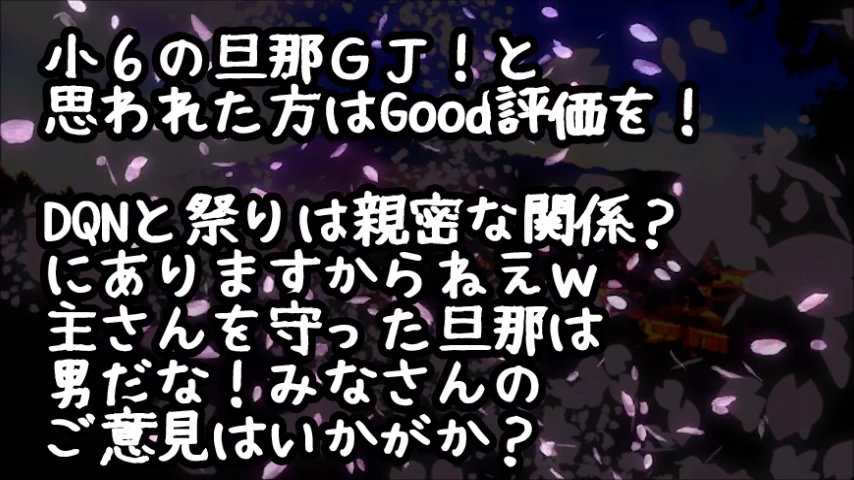 小６の旦那ＧＪ！と
思われた方はGood評価を！
DQNと祭りは親密な関係？
にありますからねえｗ
主さんを守った旦那は
男だな！みなさんの
ご意見はいかがか？